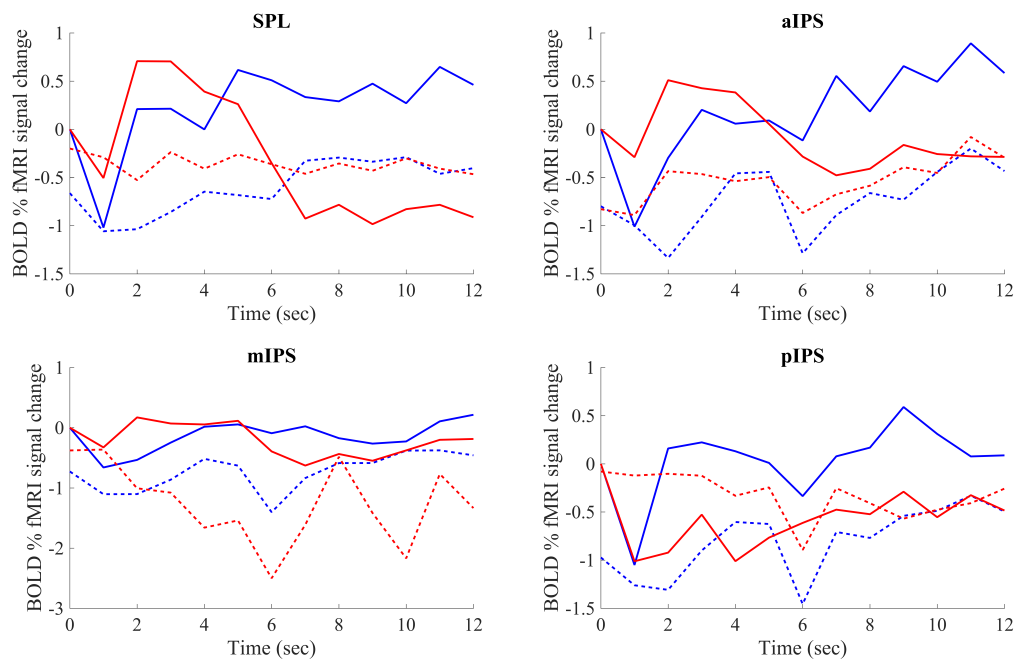 SPL
BOLD % fMRI signal change
1
0.5
0
-0.5
-1
-1.5
0 2 4 6 8 10 12
Time (sec)
aIPS
BOLD % fMRI signal change
1
0.5
0
-0.5
-1
-1.5
0 2 4 6 8 10 12
Time (sec)
mIPS
BOLD % fMRI signal change
1
0
-1
-2
-3
0 2 4 6 8 10 12
Time (sec)
pIPS
BOLD % fMRI signal change
1
0.5
0
-0.5
-1
-1.5
0 2 4 6 8 10 12
Time (sec)